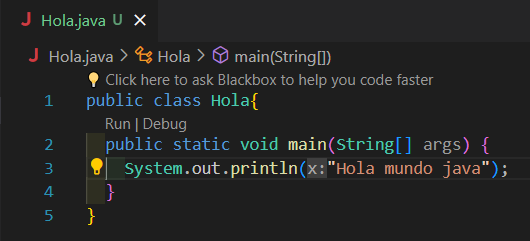 J Hola.java U ×
J Hola.java > Hola > main(String[])
Click here to ask Blackbox to help you code faster
1 public class Hola{
Run | Debug
2 public static void main(String[] args) {
3 System.out.println(x:"Hola mundo java");
4 }
5 }